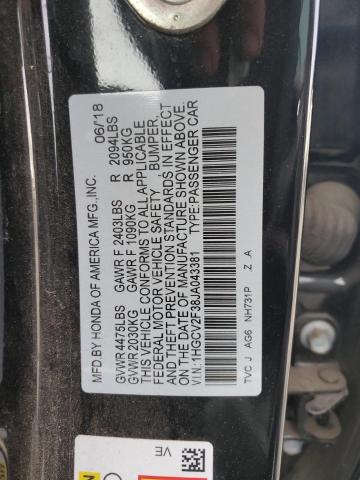 MFD. BY HONDA OF AMERICA MFG., INC. 06/18
GVWR 4475LBS GAWR F 2403LBS R 2094LBS
GVWR 2030KG GAWR F 1090KG R 950KG
THIS VEHICLE CONFORMS TO ALL APPLICABLE
FEDERAL MOTOR VEHICLE SAFETY BUMPER,
AND THEFT PREVENTION STANDARDS IN EFFECT
ON THE DATE OF MANUFACTURE SHOWN ABOVE.
V.I.N.:1HGCV2F38JA043381 TYPE:PASSENGER CAR
TVC J AG6 NH731P Z A
VE